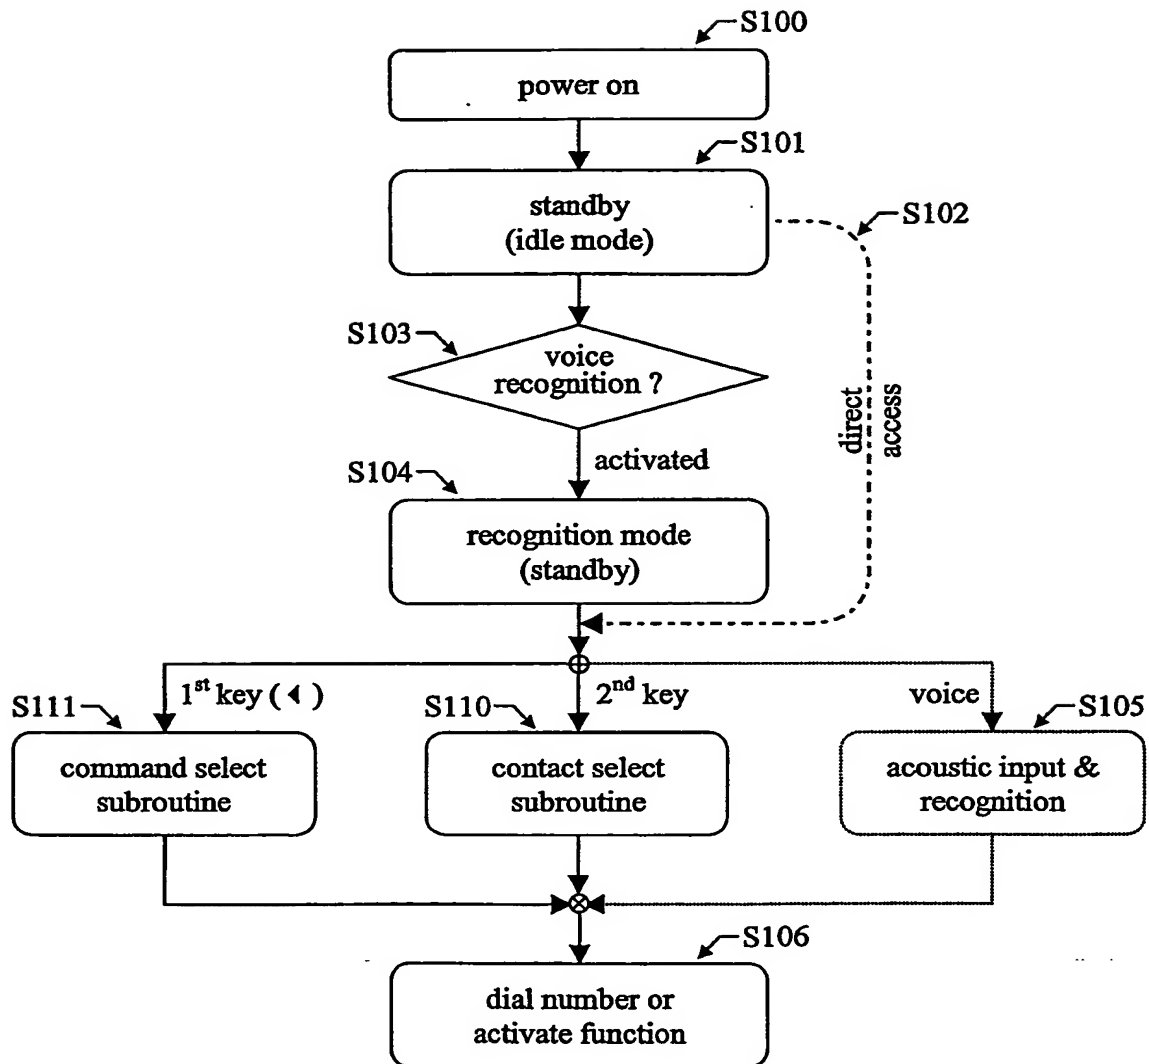 S100
power on
S101
standby
(idle mode)
S102
S103
voice
recognition ?
direct
access
activated
S104
recognition mode
(standby)
1st key (◄)
2nd key
voice
S111
S110
S105
command select
subroutine
contact select
subroutine
acoustic input &
recognition
S106
dial number or
activate function